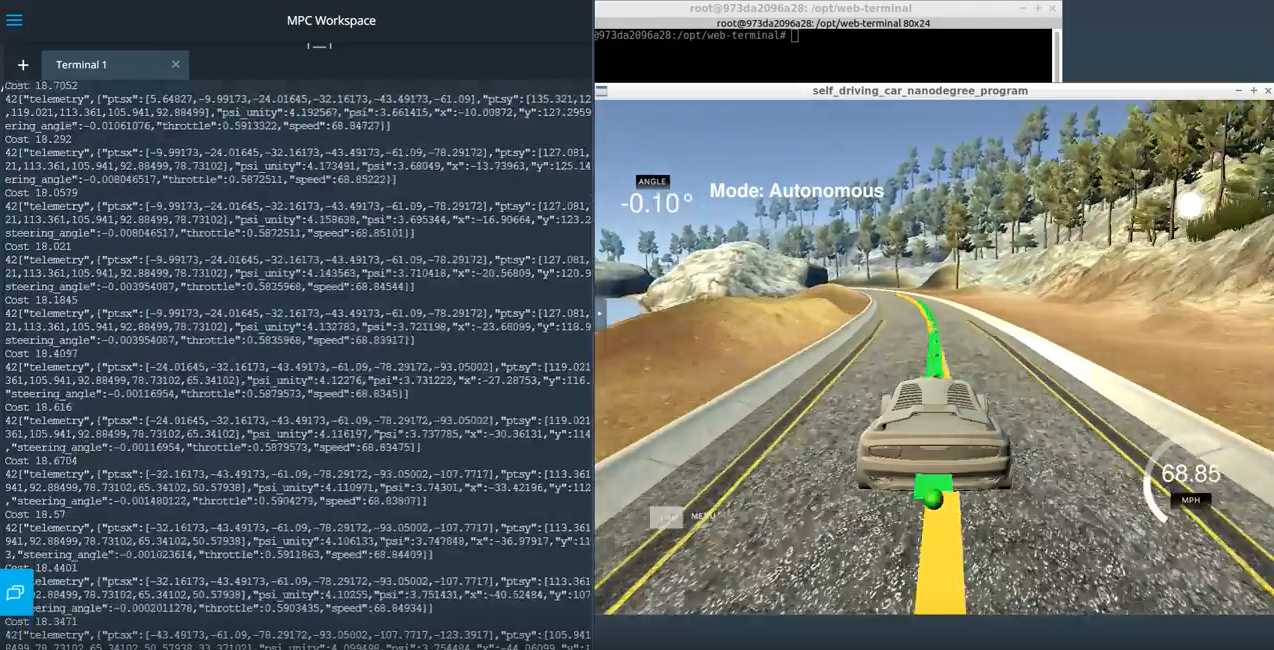 MPC Workspace
Terminal 1
Cost 18.7052
42["telemetry",{"ptsx":[5.64827,-9.99173,-24.01645,-32.16173,-43.49173,-61.09],"ptsy":[135.321,12
,119.021,113.361,105.941,92.88499],"psi_unity":4.192567,"psi":3.661415,"x":-10.00872,"y":127.2959
ering_angle":-0.01061076,"throttle":0.5913322,"speed":68.84727}]
Cost 18.292
42["telemetry",{"ptsx":[-9.99173,-24.01645,-32.16173,-43.49173,-61.09,-78.29172],"ptsy":[127.081,
21,113.361,105.941,92.88499,78.73102],"psi_unity":4.173491,"psi":3.68049,"x":-13.73963,"y":125.14
ering_angle":-0.008046517,"throttle":0.5872511,"speed":68.85222}]
Cost 18.0579
42["telemetry",{"ptsx":[-9.99173,-24.01645,-32.16173,-43.49173,-61.09,-78.29172],"ptsy":[127.081,
21,113.361,105.941,92.88499,78.73102],"psi_unity":4.158638,"psi":3.695344,"x":-16.90664,"y":123.2
steering_angle":-0.008046517,"throttle":0.5872511,"speed":68.85101}]
Cost 18.021
42["telemetry",{"ptsx":[-9.99173,-24.01645,-32.16173,-43.49173,-61.09,-78.29172],"ptsy":[127.081,
21,113.361,105.941,92.88499,78.73102],"psi_unity":4.143563,"psi":3.710418,"x":-20.56809,"y":120.9
steering_angle":-0.003954087,"throttle":0.5835968,"speed":68.84544}]
Cost 18.1845
42["telemetry",{"ptsx":[-9.99173,-24.01645,-32.16173,-43.49173,-61.09,-78.29172],"ptsy":[127.081,
21,113.361,105.941,92.88499,78.73102],"psi_unity":4.132783,"psi":3.721198,"x":-23.68099,"y":118.9
steering_angle":-0.003954087,"throttle":0.5835968,"speed":68.83917}]
Cost 18.4097
42["telemetry",{"ptsx":[-24.01645,-32.16173,-43.49173,-61.09,-78.29172,-93.05002],"ptsy":[119.021
361,105.941,92.88499,78.73102,65.34102],"psi_unity":4.12276,"psi":3.731222,"x":-27.28753,"y":116.
"steering_angle":-0.00116954,"throttle":0.5879573,"speed":68.8345}]
Cost 18.616
42["telemetry",{"ptsx":[-24.01645,-32.16173,-43.49173,-61.09,-78.29172,-93.05002],"ptsy":[119.021
361,105.941,92.88499,78.73102,65.34102],"psi_unity":4.116197,"psi":3.737785,"x":-30.36131,"y":114
,"steering_angle":-0.00116954,"throttle":0.5879573,"speed":68.83475}]
Cost 18.6704
42["telemetry",{"ptsx":[-32.16173,-43.49173,-61.09,-78.29172,-93.05002,-107.7717],"ptsy":[113.361
941,92.88499,78.73102,65.34102,50.57938],"psi_unity":4.110971,"psi":3.74301,"x":-33.42196,"y":112
,"steering_angle":-0.001480122,"throttle":0.5904279,"speed":68.83807}]
Cost 18.57
42["telemetry",{"ptsx":[-32.16173,-43.49173,-61.09,-78.29172,-93.05002,-107.7717],"ptsy":[113.361
941,92.88499,78.73102,65.34102,50.57938],"psi_unity":4.106133,"psi":3.747848,"x":-36.97917,"y":11
3,"steering_angle":-0.001023614,"throttle":0.5911863,"speed":68.84409}]
Cost 18.4401
elemetry",{"ptsx":[-32.16173,-43.49173,-61.09,-78.29172,-93.05002,-107.7717],"ptsy":[113.361
92.88499,78.73102,65.34102,50.57938],"psi_unity":4.10255,"psi":3.751431,"x":-40.52484,"y":107
ering_angle":-0.0002011278,"throttle":0.5903435,"speed":68.84934}]
Cost 18.3471
42["telemetry",{"ptsx":[-43.49173,-61.09,-78.29172,-93.05002,-107.7717,-123.3917],"ptsy":[105.941
8499,78.73102,65.34102,50.57938,33.37102],"psi_unity":4.099498,"psi":3.754484,"x":-44.06099,"y":1
root@973da2096a28: /opt/web-terminal
root@973da2096a28: /opt/web-terminal 80x24
@973da2096a28:/opt/web-terminal#
self_driving_car_nanodegree_program
ANGLE
-0.10°
Mode: Autonomous
68.85
MPH
MENU